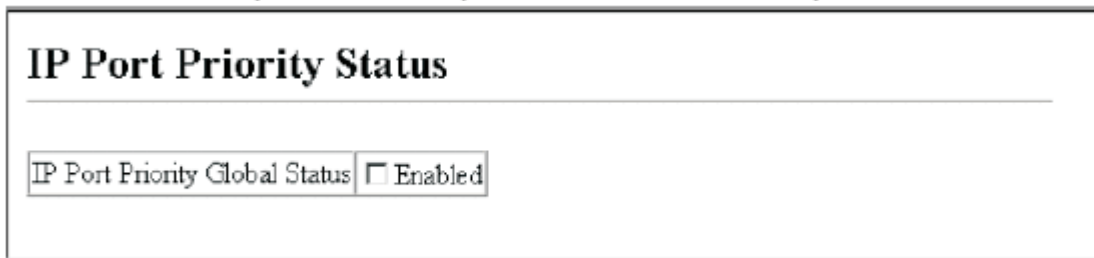 IP Port Priority Status
IP Port Priority Global Status Enabled